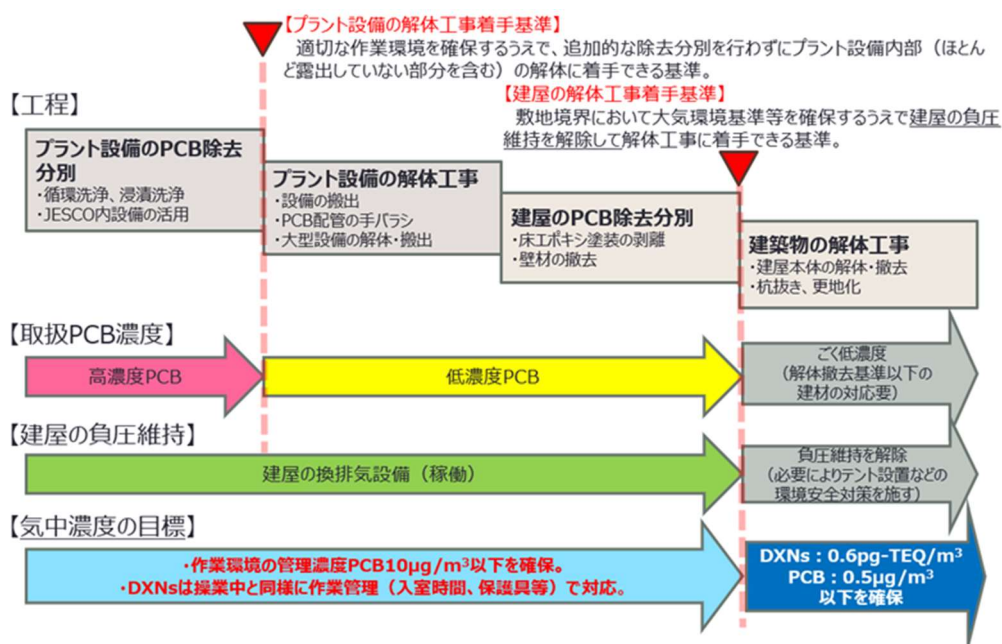 【プラント設備の解体工事着手基準】
適切な作業環境を確保するうえで、追加的な除去分別を行わずにプラント設備内部（ほとん
ど露出していない部分を含む）の解体に着手できる基準。
【建屋の解体工事着手基準】
敷地境界において大気環境基準等を確保するうえで建屋の負圧
維持を解除して解体工事に着手できる基準。
【工程】
プラント設備のPCB除去
分別
・循環洗浄、浸漬洗浄
・JESCO内設備の活用
プラント設備の解体工事
・設備の搬出
・PCB配管の手バラシ
・大型設備の解体・搬出
建屋のPCB除去分別
・床エポキシ塗装の剥離
・壁材の撤去
建築物の解体工事
・建屋本体の解体・撤去
・杭抜き、更地化
【取扱PCB濃度】
高濃度PCB
低濃度PCB
ごく低濃度
（解体撤去基準以下の
建材の対応要）
【建屋の負圧維持】
建屋の換排気設備（稼働）
負圧維持を解除
（必要によりテント設置などの
環境安全対策を施す）
【気中濃度の目標】
・作業環境の管理濃度PCB10μg/m³以下を確保。
・DXNsは操業中と同様に作業管理（入室時間、保護具等）で対応。
DXNs：0.6pg-TEQ/m³
PCB：0.5μg/m³
以下を確保